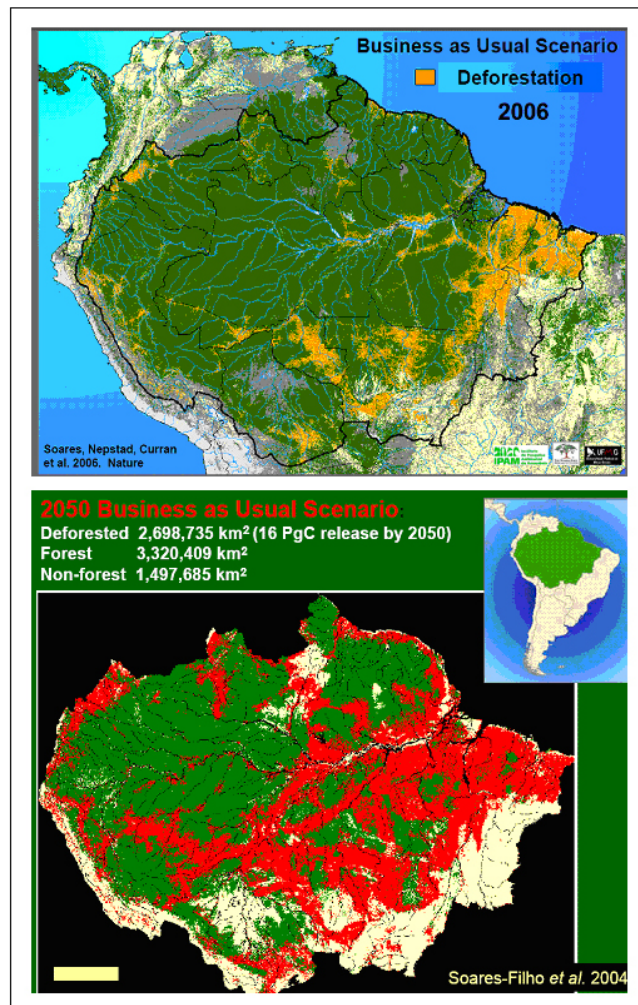 Business as Usual Scenario
Deforestation
2006
Soares, Nepstad, Curran
et al. 2006. Nature
IPAM
UFMG
2050 Business as Usual Scenario:
Deforested 2,698,735 km² (16 PgC release by 2050)
Forest 3,320,409 km²
Non-forest 1,497,685 km²
Soares-Filho et al. 2004